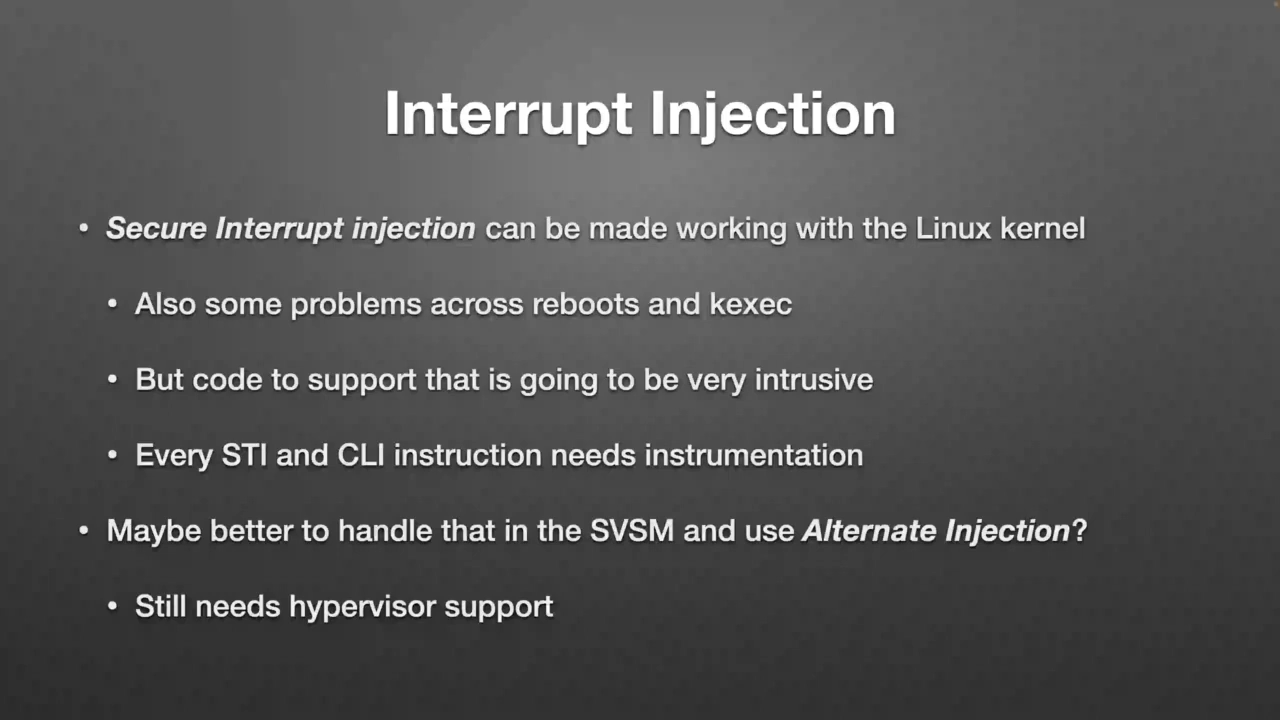 Interrupt Injection
• Secure Interrupt injection can be made working with the Linux kernel
• Also some problems across reboots and kexec
• But code to support that is going to be very intrusive
• Every STI and CLI instruction needs instrumentation
• Maybe better to handle that in the SVSM and use Alternate Injection?
• Still needs hypervisor support